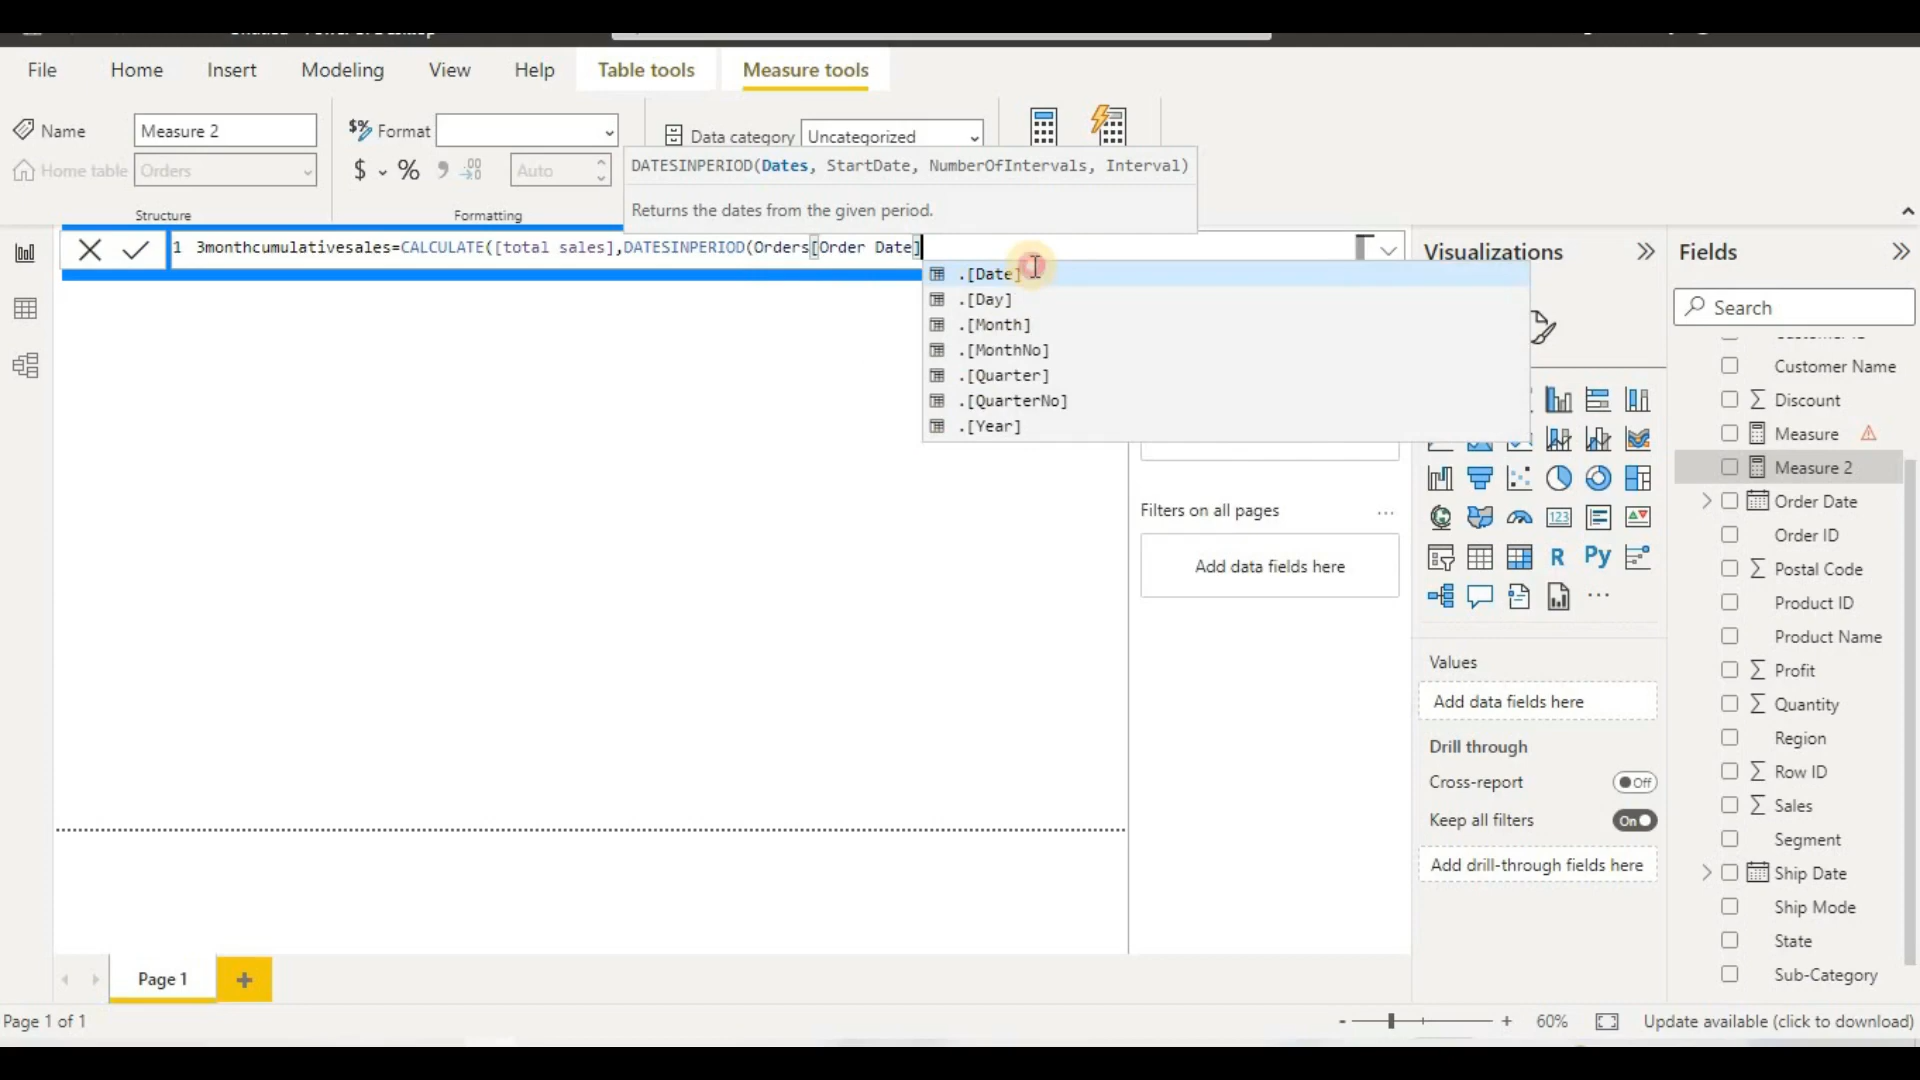 File Home Insert Modeling View Help Table tools Measure tools
Name Measure 2
Home table Orders
Structure
$% Format
$ % , .00 Auto
Formatting
Data category Uncategorized
DATESINPERIOD(Dates, StartDate, NumberOfIntervals, Interval)
Returns the dates from the given period.
1 3monthcumulativesales=CALCULATE([total sales],DATESINPERIOD(Orders[Order Date]
.[Date]
.[Day]
.[Month]
.[MonthNo]
.[Quarter]
.[QuarterNo]
.[Year]
Filters on all pages ...
Add data fields here
Visualizations
123
R Py
...
Values
Add data fields here
Drill through
Cross-report Off
Keep all filters On
Add drill-through fields here
Fields
Search
Customer Name
Discount
Measure
Measure 2
Order Date
Order ID
Postal Code
Product ID
Product Name
Profit
Quantity
Region
Row ID
Sales
Segment
Ship Date
Ship Mode
State
Sub-Category
Page 1 +
Page 1 of 1
- + 60% Update available (click to download)